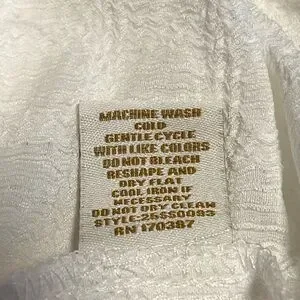 MACHINE WASH
COLD
GENTLE CYCLE
WITH LIKE COLORS
DO NOT BLEACH
RESHAPE AND
DRY FLAT
COOL IRON IF
NECESSARY
DO NOT DRY CLEAN
STYLE:25SS0085
RN 170387